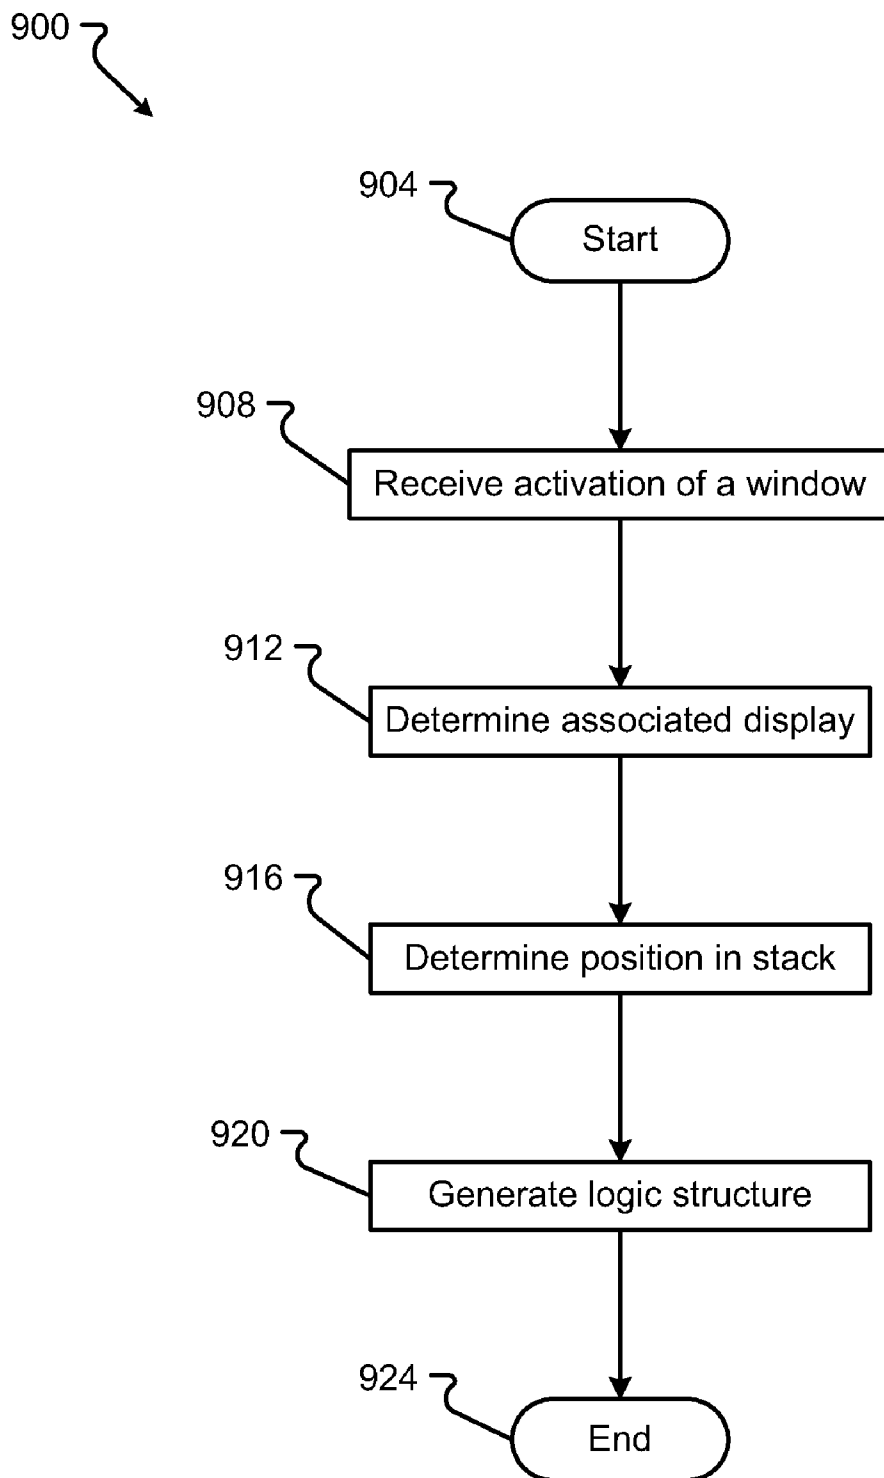 900
904
Start
908
Receive activation of a window
912
Determine associated display
916
Determine position in stack
920
Generate logic structure
924
End